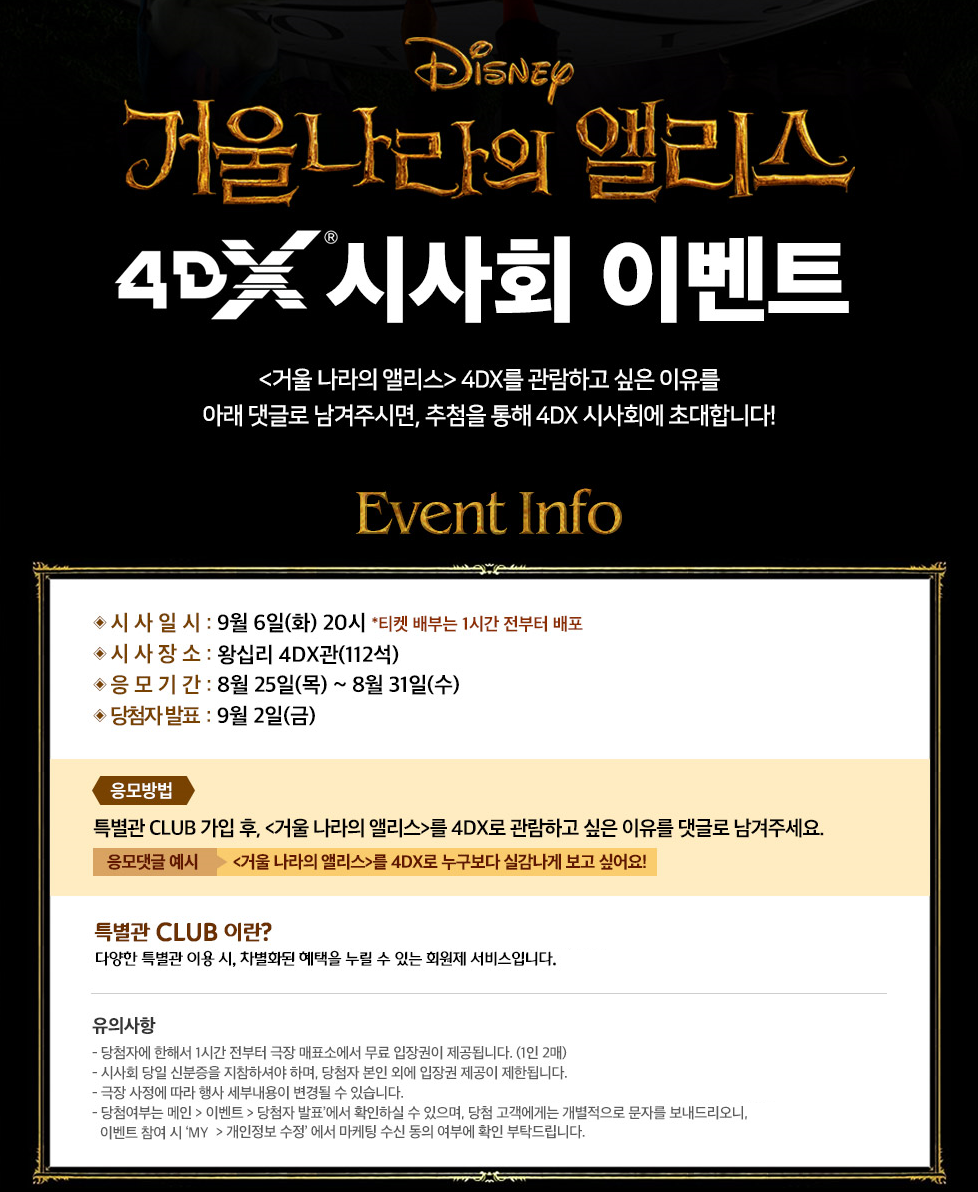 DISNEY
거울나라의 앨리스
4DX® 시사회 이벤트
<거울 나라의 앨리스> 4DX를 관람하고 싶은 이유를
아래 댓글로 남겨주시면, 추첨을 통해 4DX 시사회에 초대합니다!
Event Info
◈ 시 사 일 시 : 9월 6일(화) 20시 *티켓 배부는 1시간 전부터 배포
◈ 시 사 장 소 : 왕십리 4DX관(112석)
◈ 응 모 기 간 : 8월 25일(목) ~ 8월 31일(수)
◈ 당첨자 발표 : 9월 2일(금)
응모방법
특별관 CLUB 가입 후, <거울 나라의 앨리스>를 4DX로 관람하고 싶은 이유를 댓글로 남겨주세요.
응모댓글 예시 <거울 나라의 앨리스>를 4DX로 누구보다 실감나게 보고 싶어요!
특별관 CLUB 이란?
다양한 특별관 이용 시, 차별화된 혜택을 누릴 수 있는 회원제 서비스입니다.
유의사항
- 당첨자에 한해서 1시간 전부터 극장 매표소에서 무료 입장권이 제공됩니다. (1인 2매)
- 시사회 당일 신분증을 지참하셔야 하며, 당첨자 본인 외에 입장권 제공이 제한됩니다.
- 극장 사정에 따라 행사 세부내용이 변경될 수 있습니다.
- 당첨여부는 메인 > 이벤트 > 당첨자 발표'에서 확인하실 수 있으며, 당첨 고객에게는 개별적으로 문자를 보내드리오니,
이벤트 참여 시 'MY > 개인정보 수정' 에서 마케팅 수신 동의 여부에 확인 부탁드립니다.